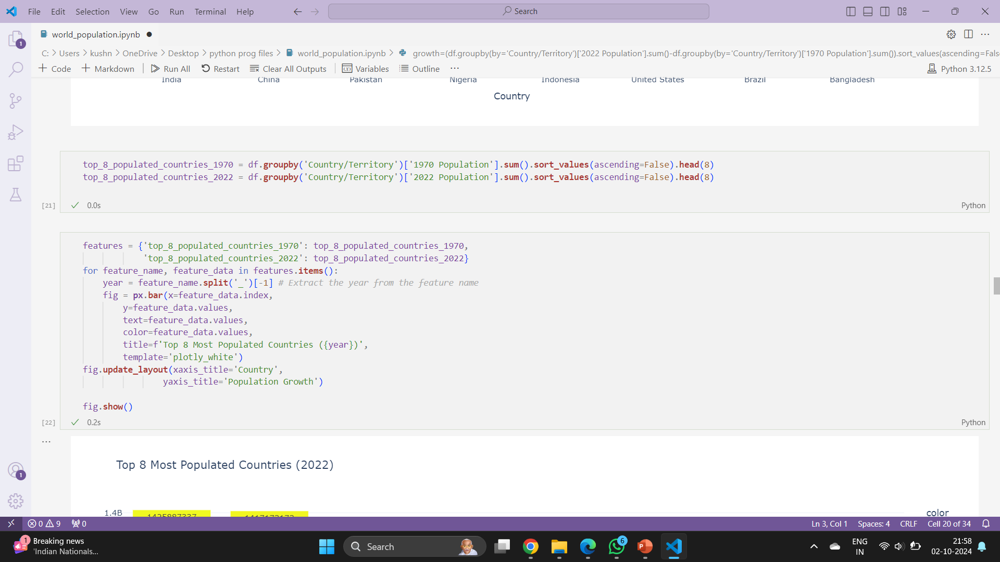 File Edit Selection View Go Run Terminal Help
Search
world_population.ipynb
C: > Users > kushn > OneDrive > Desktop > python prog files > world_population.ipynb > growth=(df.groupby(by='Country/Territory')['2022 Population'].sum()-df.groupby(by='Country/Territory')['1970 Population'].sum()).sort_values(ascending=False
+ Code + Markdown Run All Restart Clear All Outputs Variables Outline ... Python 3.12.5
India China Pakistan Nigeria Indonesia United States Brazil Bangladesh
Country
top_8_populated_countries_1970 = df.groupby('Country/Territory')['1970 Population'].sum().sort_values(ascending=False).head(8)
top_8_populated_countries_2022 = df.groupby('Country/Territory')['2022 Population'].sum().sort_values(ascending=False).head(8)
[21] 0.0s Python
features = {'top_8_populated_countries_1970': top_8_populated_countries_1970,
'top_8_populated_countries_2022': top_8_populated_countries_2022}
for feature_name, feature_data in features.items():
year = feature_name.split('_')[-1] # Extract the year from the feature name
fig = px.bar(x=feature_data.index,
y=feature_data.values,
text=feature_data.values,
color=feature_data.values,
title=f'Top 8 Most Populated Countries ({year})',
template='plotly_white')
fig.update_layout(xaxis_title='Country',
yaxis_title='Population Growth')
fig.show()
[22] 0.2s Python
...
Top 8 Most Populated Countries (2022)
1.4B 1425887337 1417173173 color
0 9 0 Ln 3, Col 1 Spaces: 4 CRLF Cell 20 of 34
1 Breaking news
'Indian Nationals...
Search
6
ENG
IN
21:58
02-10-2024